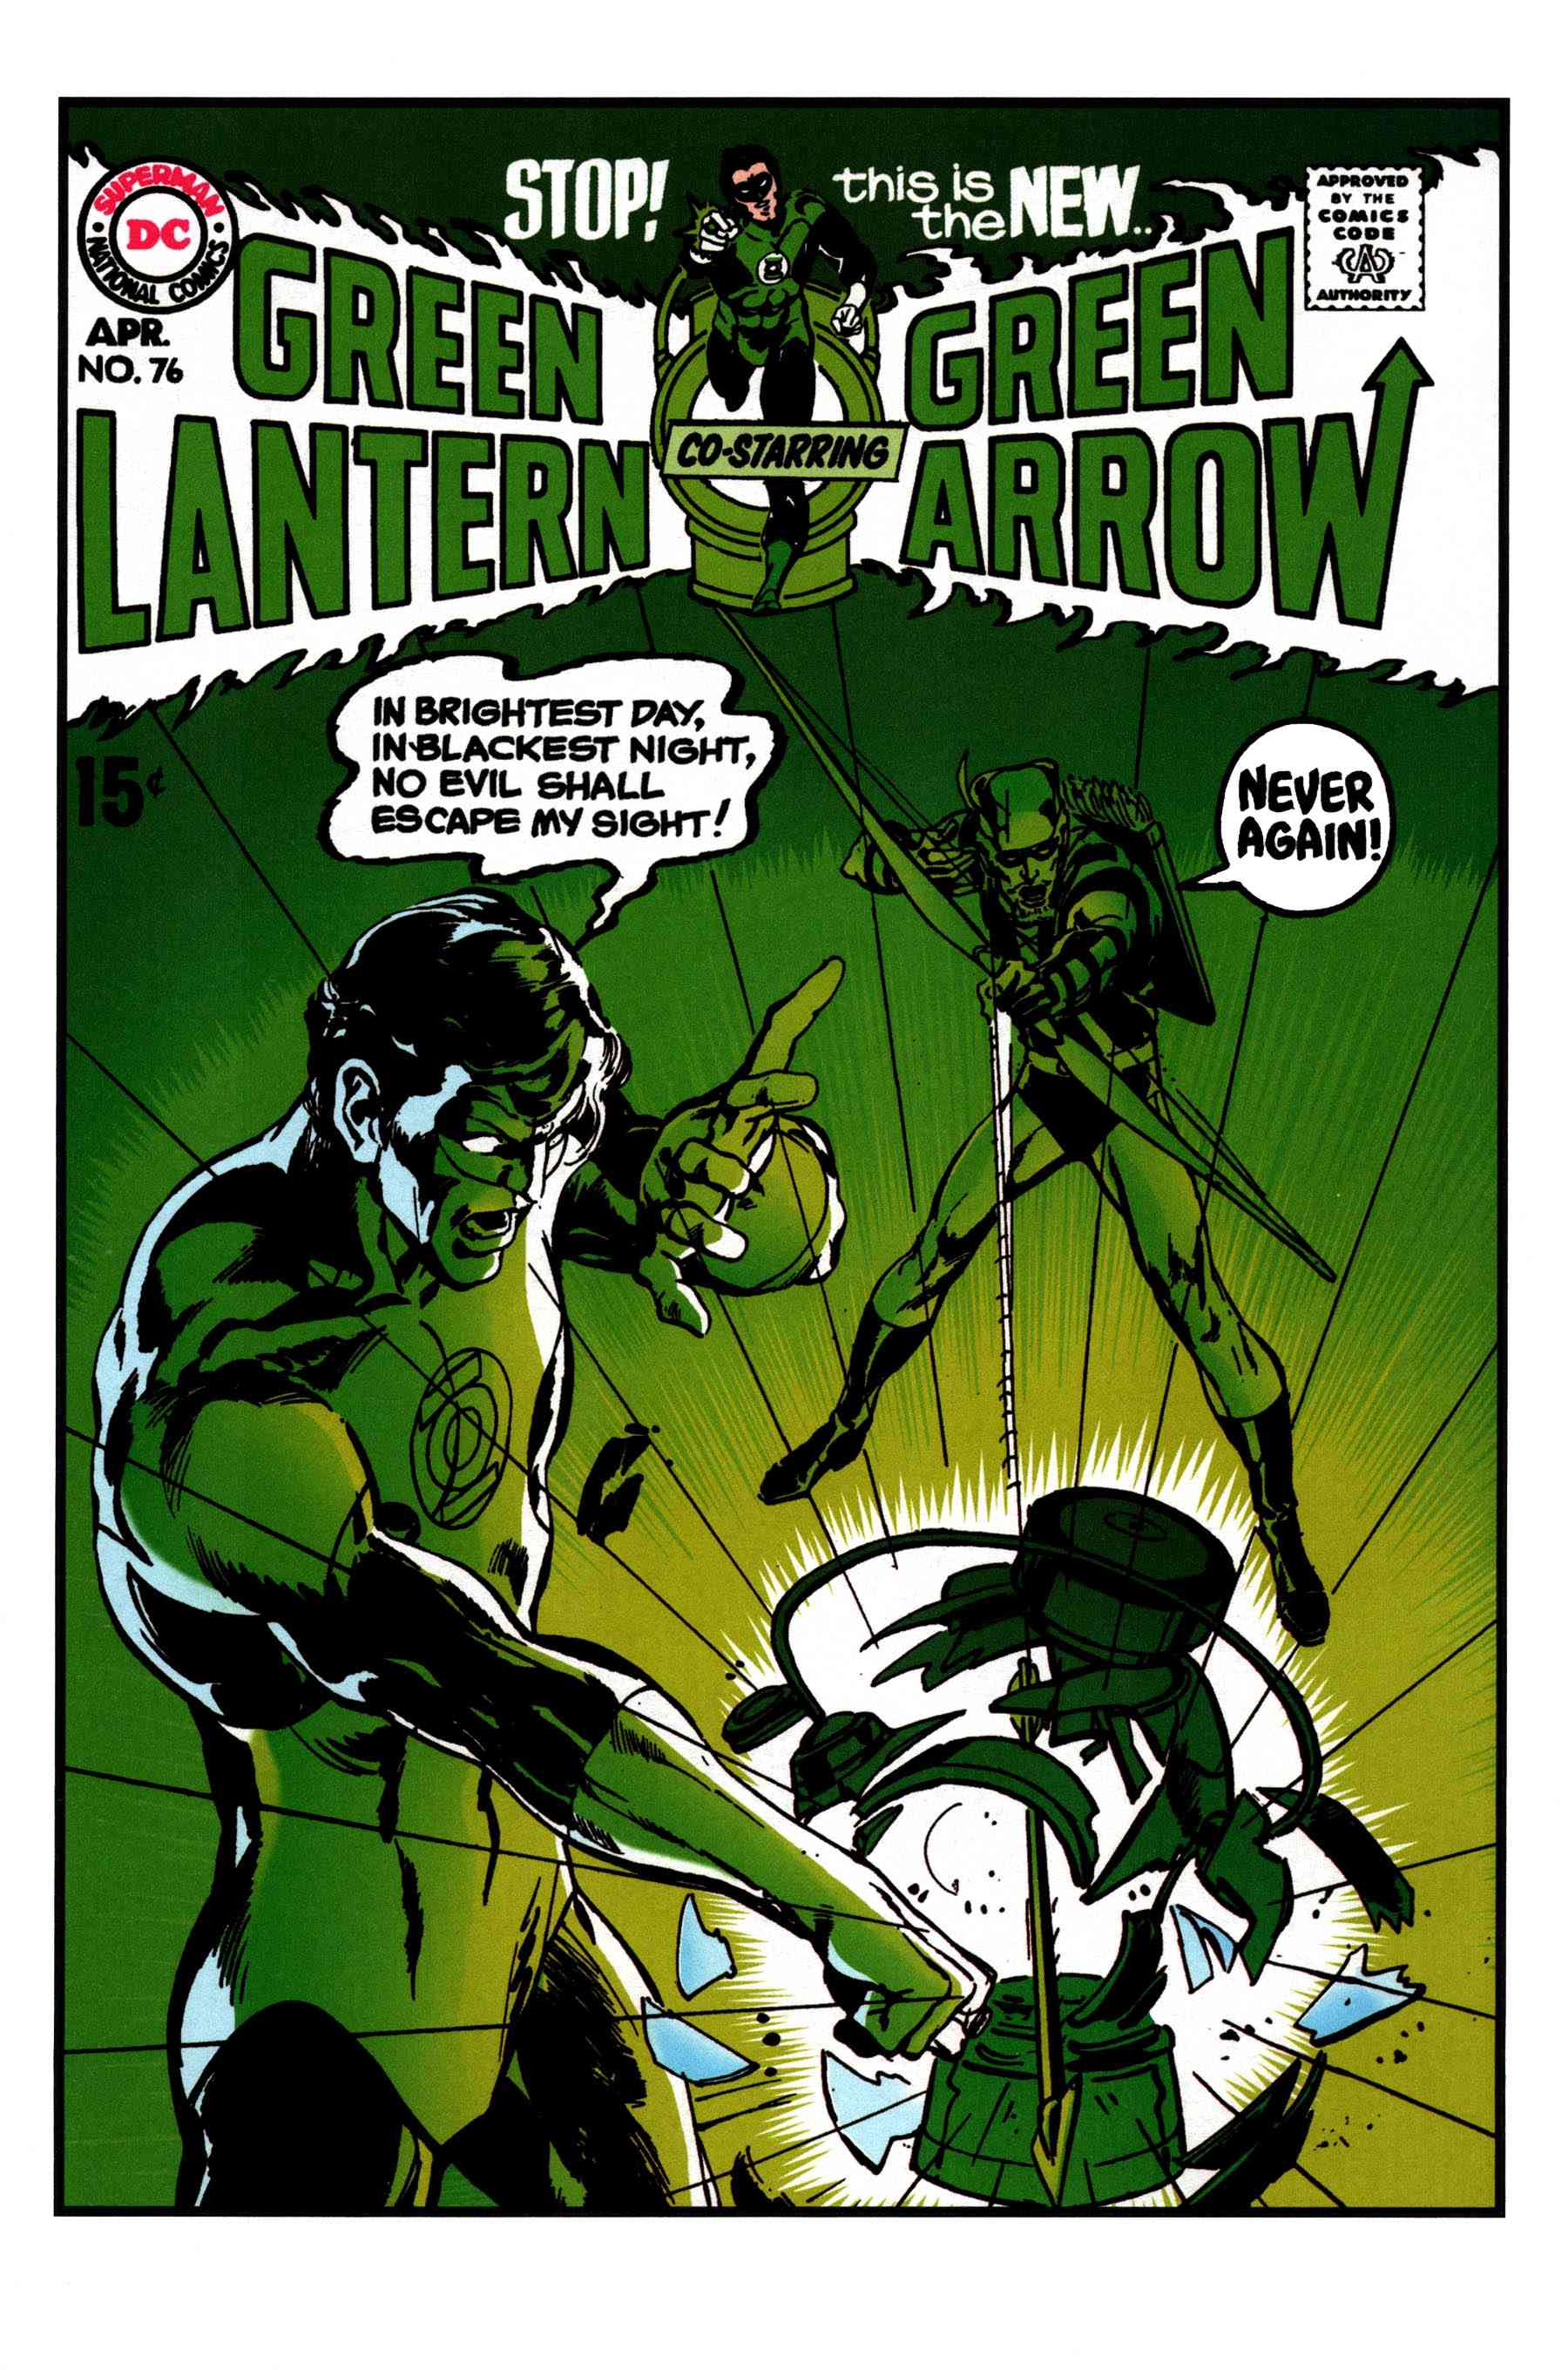 STOP!
this is
the NEW..
SUPERMAN
DC
NATIONAL COMICS
APR.
NO. 76
APPROVED
BY THE
COMICS
CODE
CA
AUTHORITY
GREEN
LANTERN
CO-STARRING
GREEN
ARROW
15¢
IN BRIGHTEST DAY,
IN BLACKEST NIGHT,
NO EVIL SHALL
ESCAPE MY SIGHT!
NEVER
AGAIN!